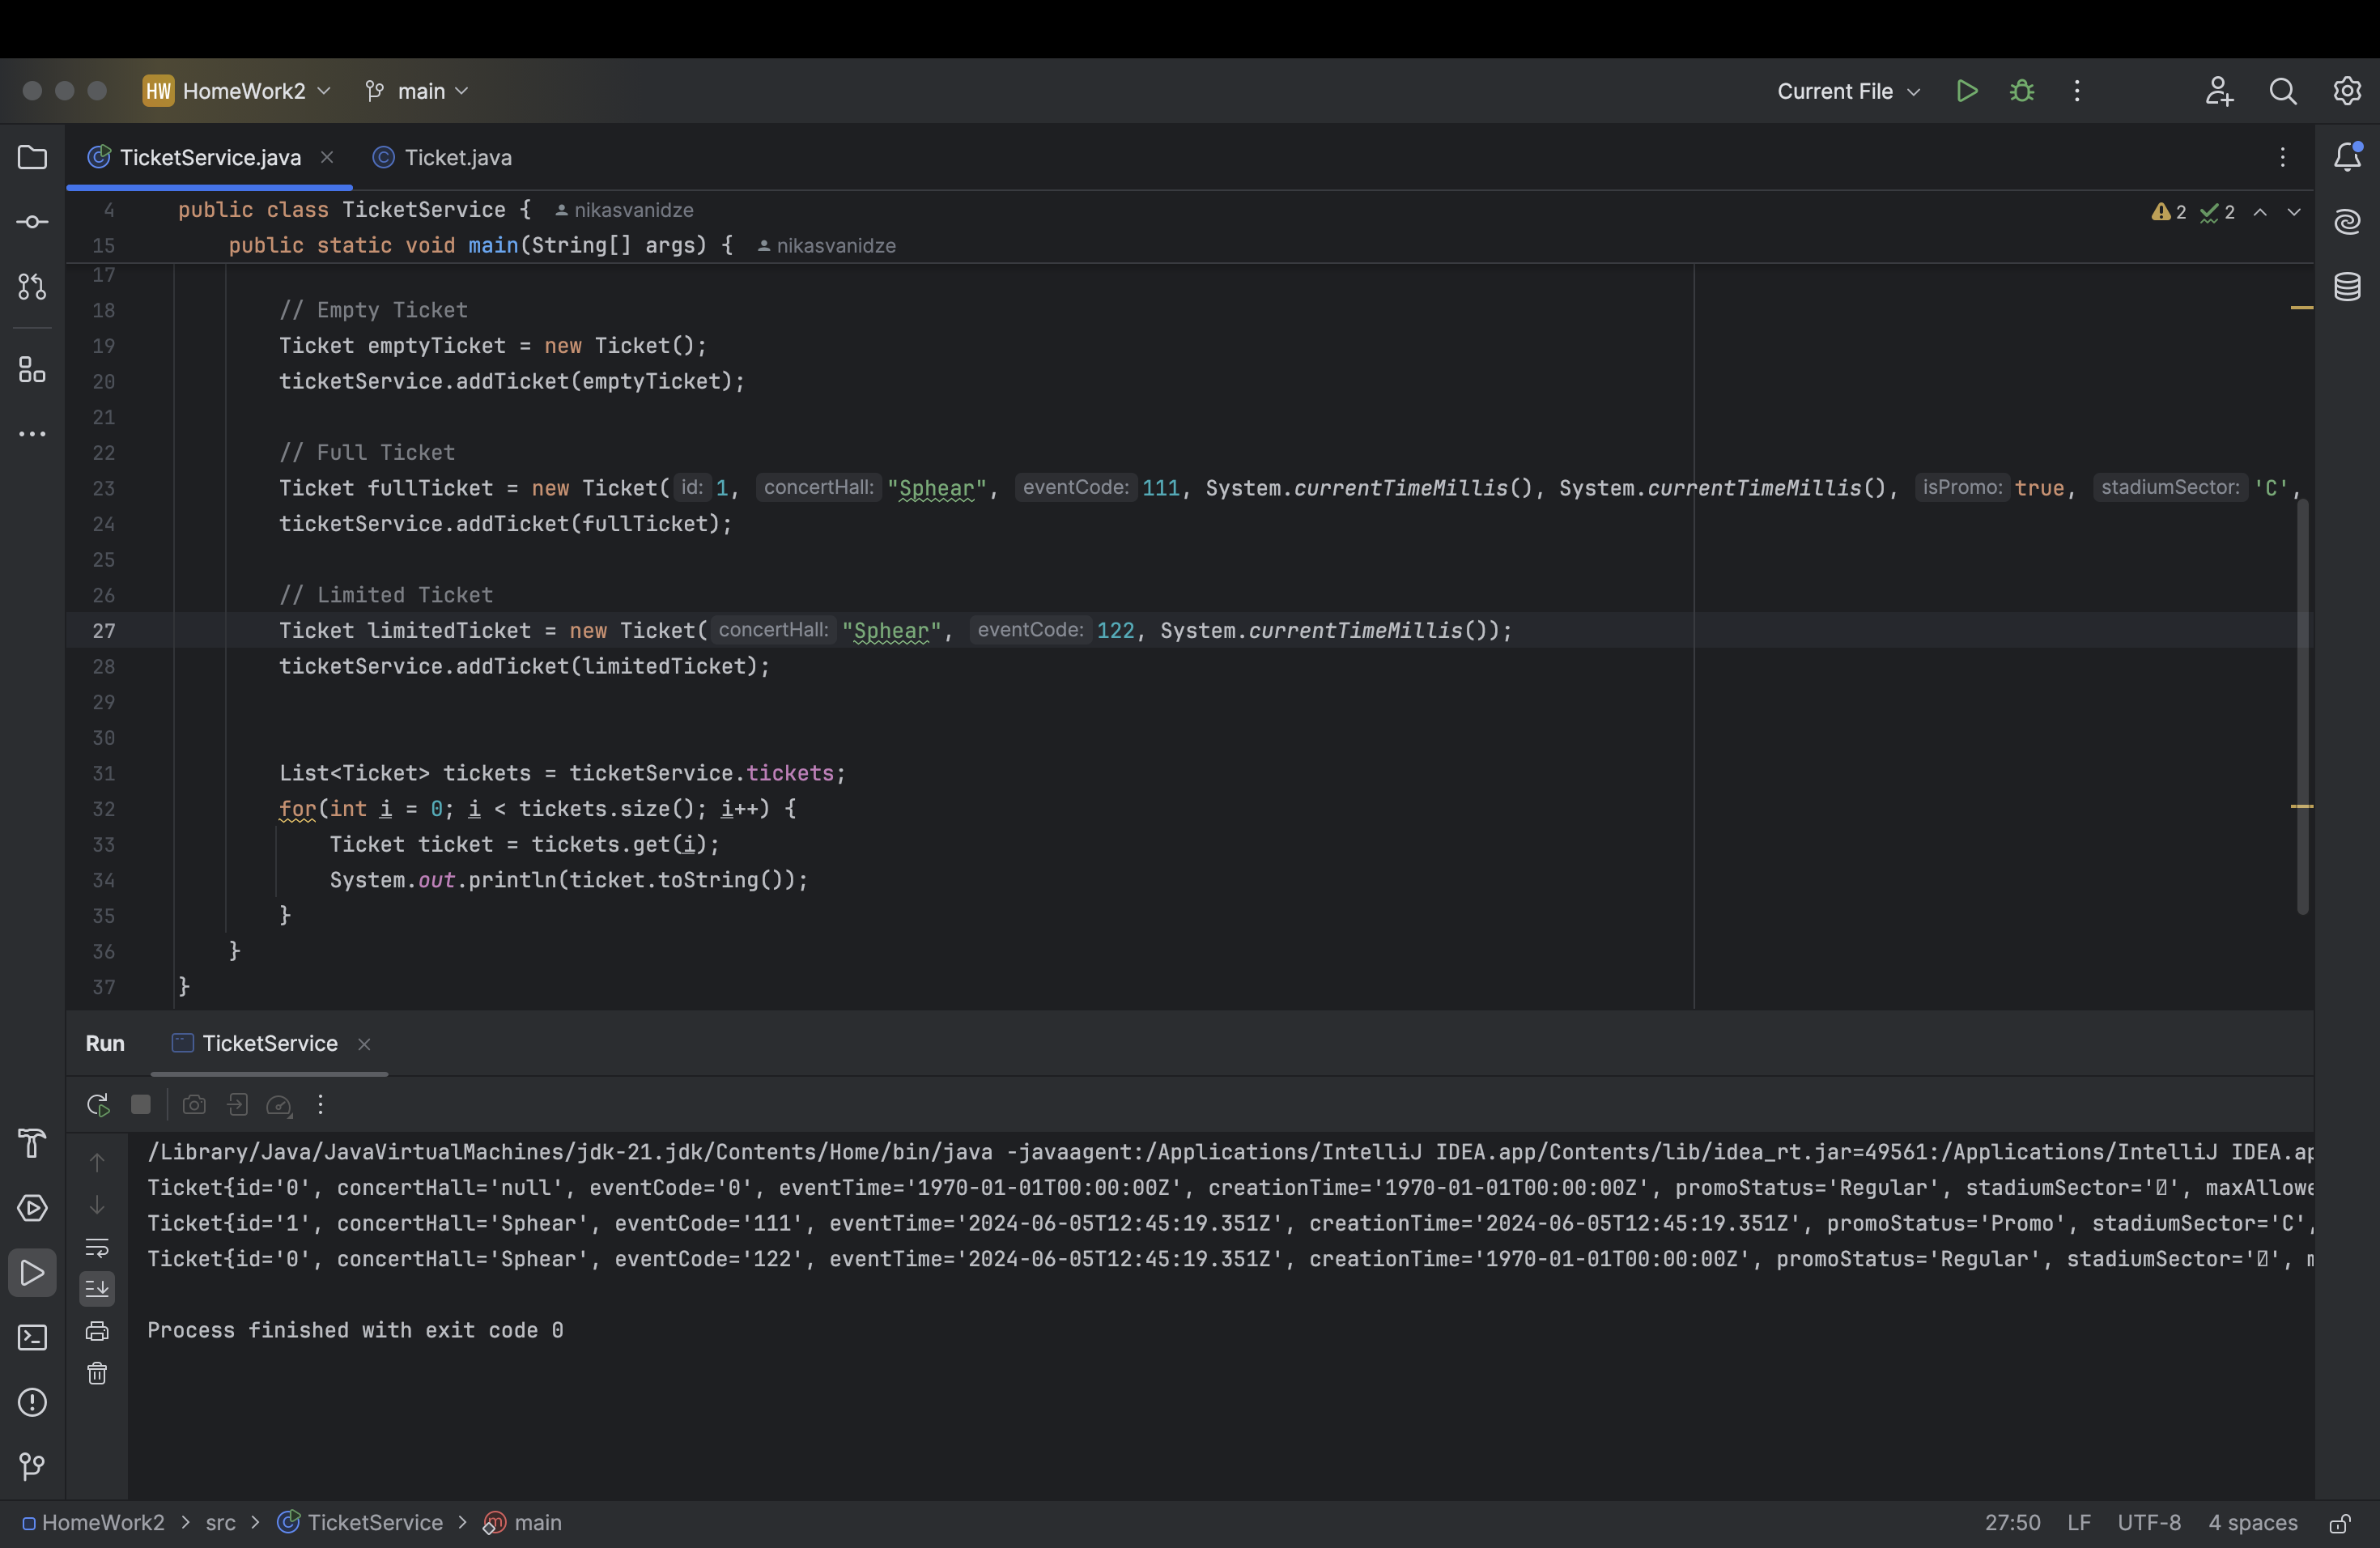 HW HomeWork2 main Current File
TicketService.java Ticket.java
4 public class TicketService { nikasvanidze 2 2
15 public static void main(String[] args) { nikasvanidze
17
18 // Empty Ticket
19 Ticket emptyTicket = new Ticket();
20 ticketService.addTicket(emptyTicket);
21
22 // Full Ticket
23 Ticket fullTicket = new Ticket( id: 1, concertHall: "Sphear", eventCode: 111, System.currentTimeMillis(), System.currentTimeMillis(), isPromo: true, stadiumSector: 'C',
24 ticketService.addTicket(fullTicket);
25
26 // Limited Ticket
27 Ticket limitedTicket = new Ticket( concertHall: "Sphear", eventCode: 122, System.currentTimeMillis());
28 ticketService.addTicket(limitedTicket);
29
30
31 List<Ticket> tickets = ticketService.tickets;
32 for(int i = 0; i < tickets.size(); i++) {
33 Ticket ticket = tickets.get(i);
34 System.out.println(ticket.toString());
35 }
36 }
37 }
Run TicketService
/Library/Java/JavaVirtualMachines/jdk-21.jdk/Contents/Home/bin/java -javaagent:/Applications/IntelliJ IDEA.app/Contents/lib/idea_rt.jar=49561:/Applications/IntelliJ IDEA.ap
Ticket{id='0', concertHall='null', eventCode='0', eventTime='1970-01-01T00:00:00Z', creationTime='1970-01-01T00:00:00Z', promoStatus='Regular', stadiumSector='', maxAllowe
Ticket{id='1', concertHall='Sphear', eventCode='111', eventTime='2024-06-05T12:45:19.351Z', creationTime='2024-06-05T12:45:19.351Z', promoStatus='Promo', stadiumSector='C',
Ticket{id='0', concertHall='Sphear', eventCode='122', eventTime='2024-06-05T12:45:19.351Z', creationTime='1970-01-01T00:00:00Z', promoStatus='Regular', stadiumSector='', m
Process finished with exit code 0
HomeWork2 > src > TicketService > main 27:50 LF UTF-8 4 spaces